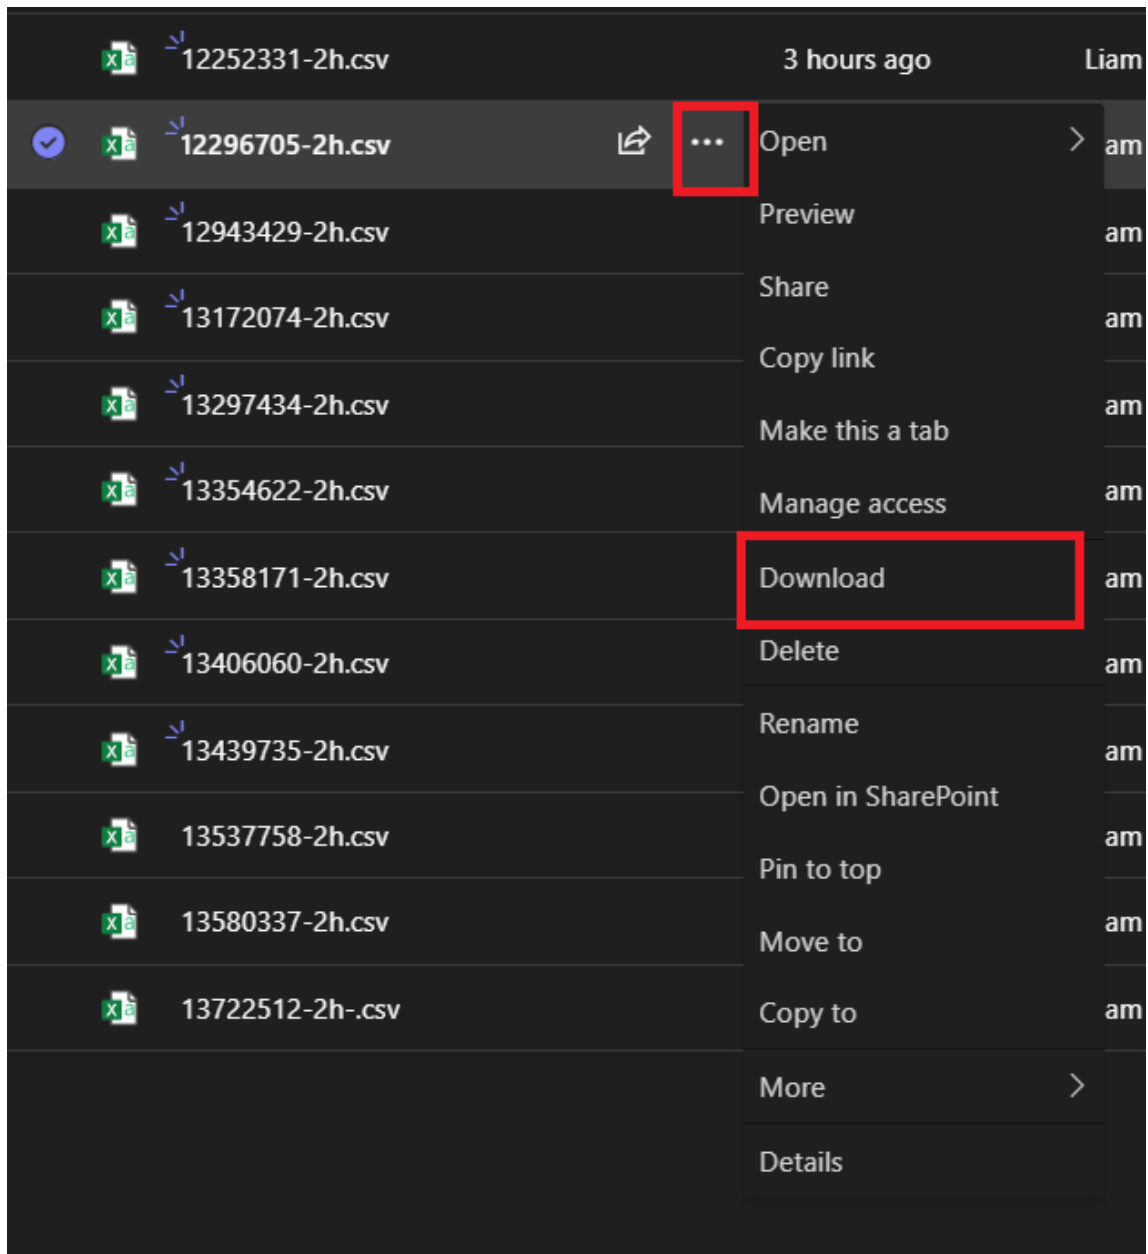 12252331-2h.csv 3 hours ago Liam
12296705-2h.csv ... Open am
Preview
12943429-2h.csv am
Share
13172074-2h.csv am
Copy link
13297434-2h.csv Make this a tab am
13354622-2h.csv Manage access am
13358171-2h.csv Download am
13406060-2h.csv Delete am
Rename
13439735-2h.csv am
Open in SharePoint
13537758-2h.csv am
Pin to top
13580337-2h.csv Move to am
13722512-2h-.csv Copy to am
More
Details